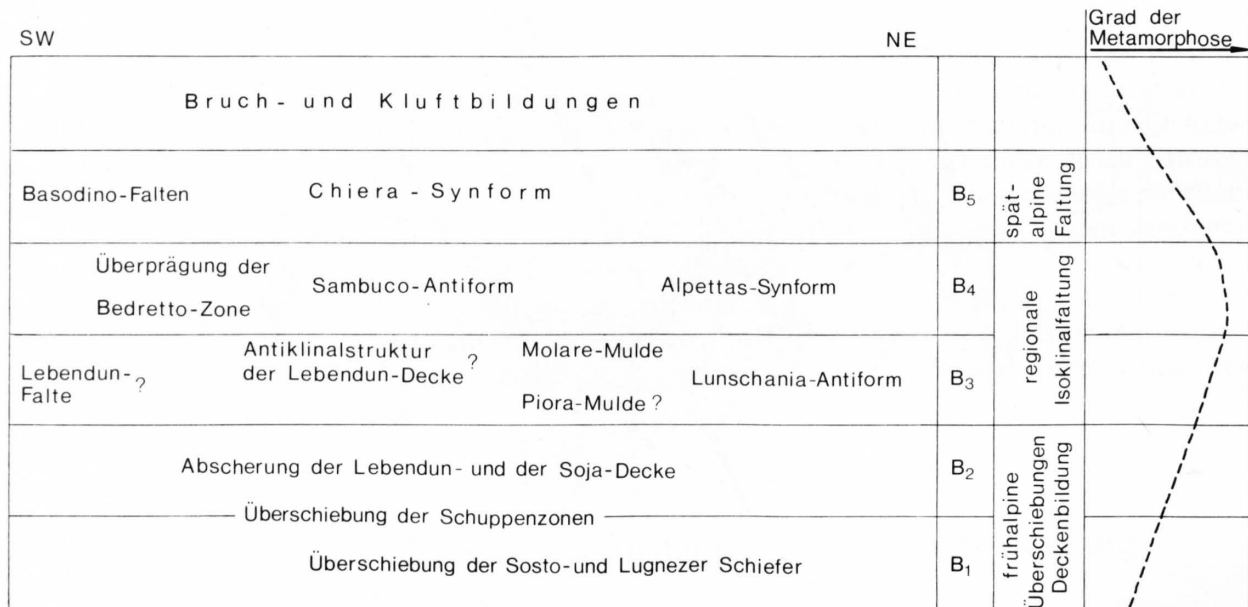 SW NE Grad der
Metamorphose
Bruch- und Kluftbildungen
Basodino-Falten Chiera-Synform B5 spät-
alpine
Faltung
Überprägung der
Bedretto-Zone Sambuco-Antiform Alpettas-Synform B4 regionale
Isoklinalfaltung
Lebendun- ?
Falte
Antiklinalstruktur ?
der Lebendun-Decke
Molare-Mulde
Piora-Mulde ?
Lunschania-Antiform B3
Abscherung der Lebendun- und der Soja-Decke B2 frühalpine
Überschiebungen
Deckenbildung
Überschiebung der Schuppenzonen
Überschiebung der Sosto- und Lugnezer Schiefer B1